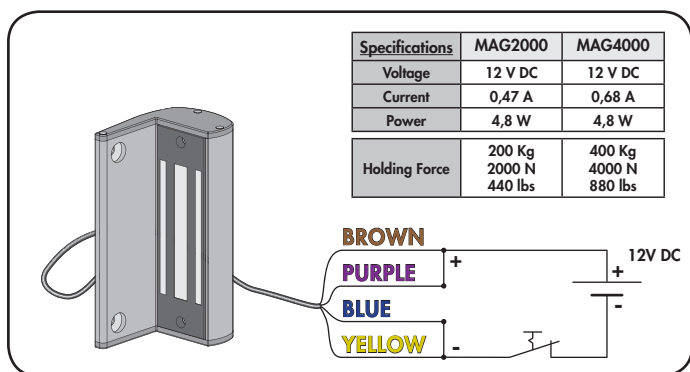 Specifications MAG2000 MAG4000
Voltage 12 V DC 12 V DC
Current 0,47 A 0,68 A
Power 4,8 W 4,8 W
Holding Force
200 Kg 400 Kg
2000 N 4000 N
440 lbs 880 lbs
BROWN
PURPLE
BLUE
YELLOW
+
-
12V DC
+
-